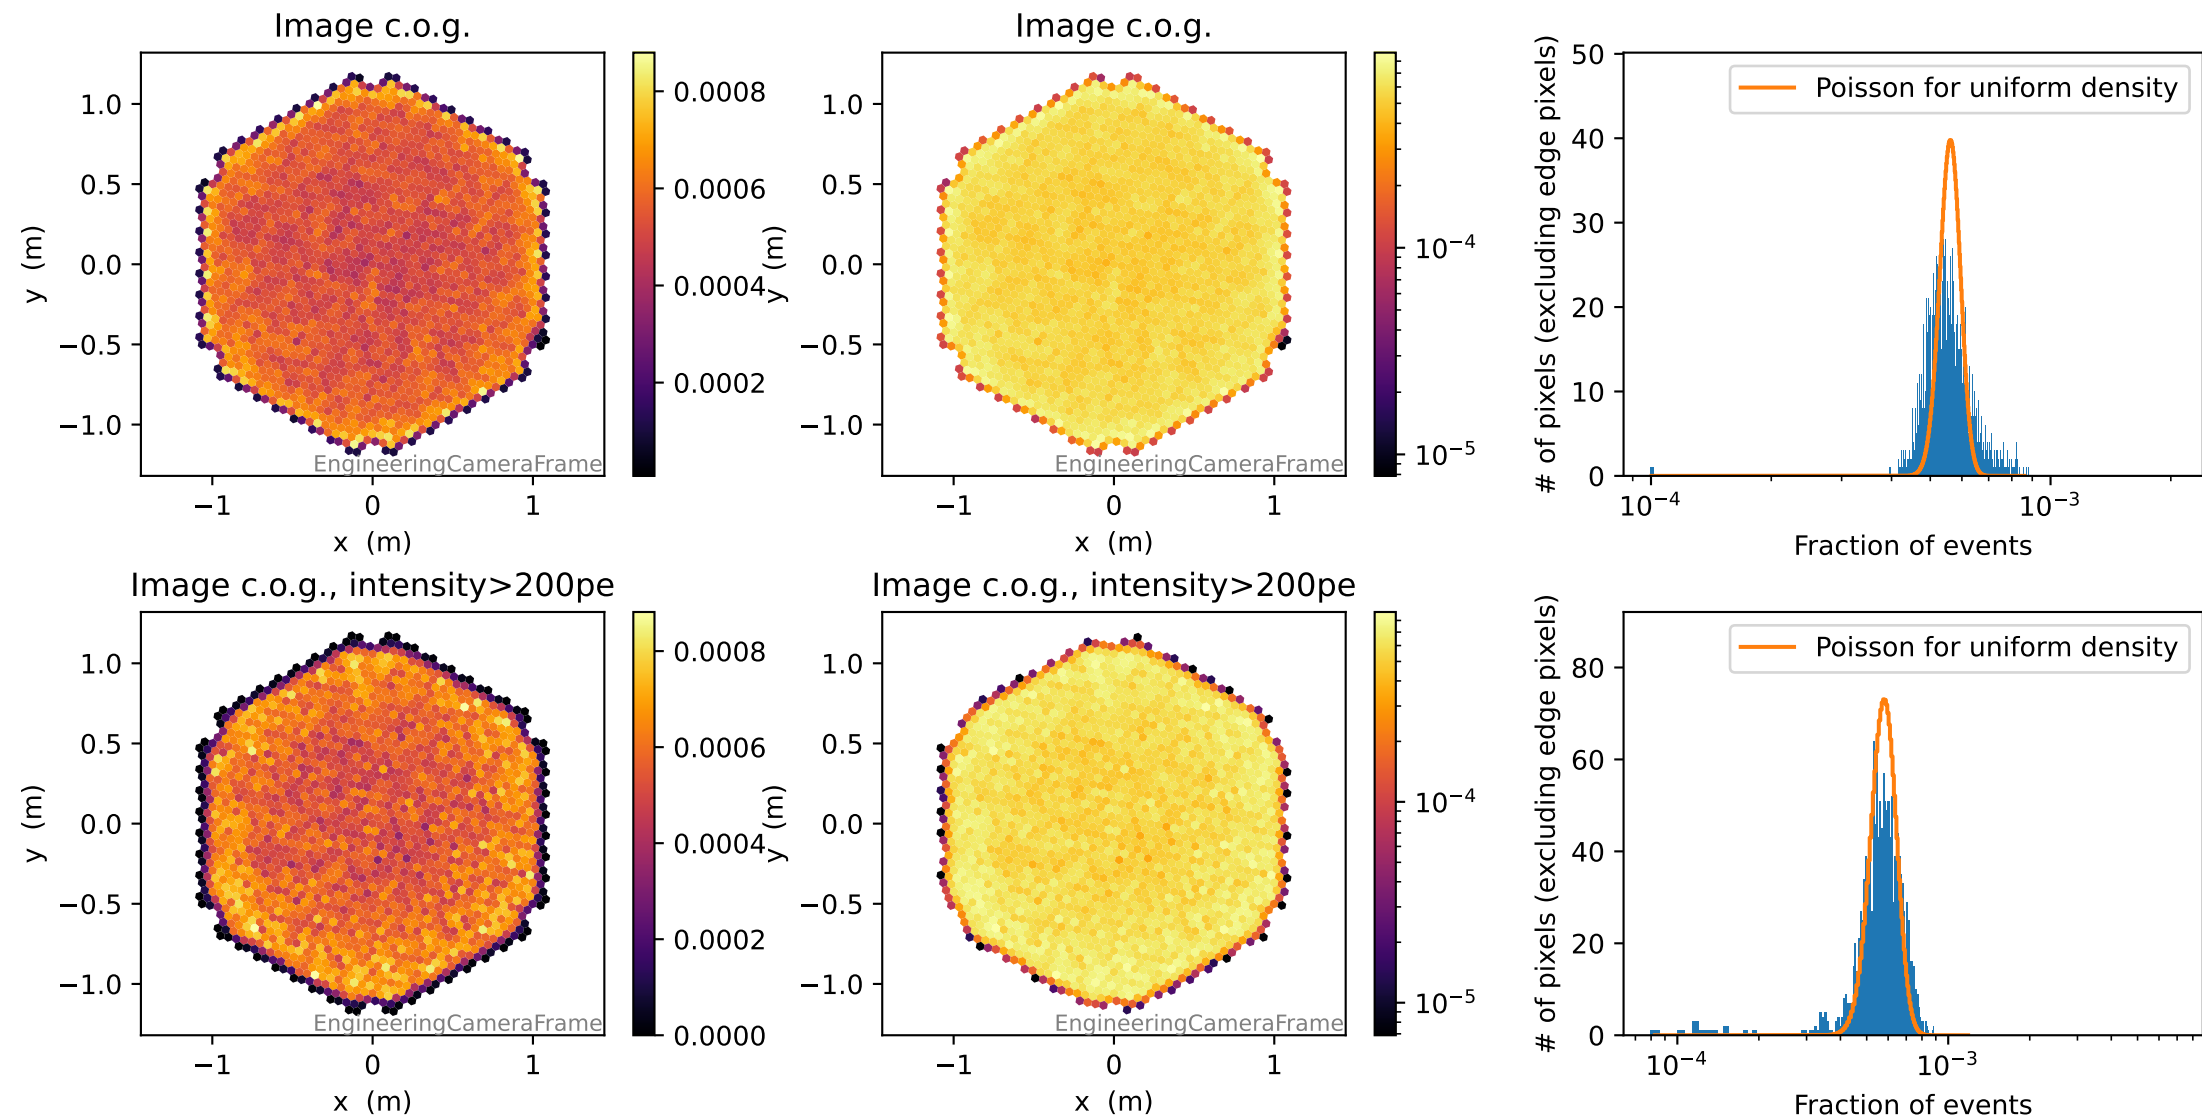 Image c.o.g.
1.0
0.5
0.0
−0.5
−1.0
y (m)
−1
0
1
x (m)
EngineeringCameraFrame
0.0008
0.0006
0.0004
0.0002
Image c.o.g.
1.0
0.5
0.0
−0.5
−1.0
y (m)
−1
0
1
x (m)
EngineeringCameraFrame
10⁻⁴
10⁻⁵
# of pixels (excluding edge pixels)
50
40
30
20
10
0
Poisson for uniform density
10⁻⁴
10⁻³
Fraction of events
Image c.o.g., intensity>200pe
1.0
0.5
0.0
−0.5
−1.0
y (m)
−1
0
1
x (m)
EngineeringCameraFrame
0.0008
0.0006
0.0004
0.0002
0.0000
Image c.o.g., intensity>200pe
1.0
0.5
0.0
−0.5
−1.0
y (m)
−1
0
1
x (m)
EngineeringCameraFrame
10⁻⁴
10⁻⁵
# of pixels (excluding edge pixels)
80
60
40
20
0
Poisson for uniform density
10⁻⁴
10⁻³
Fraction of events